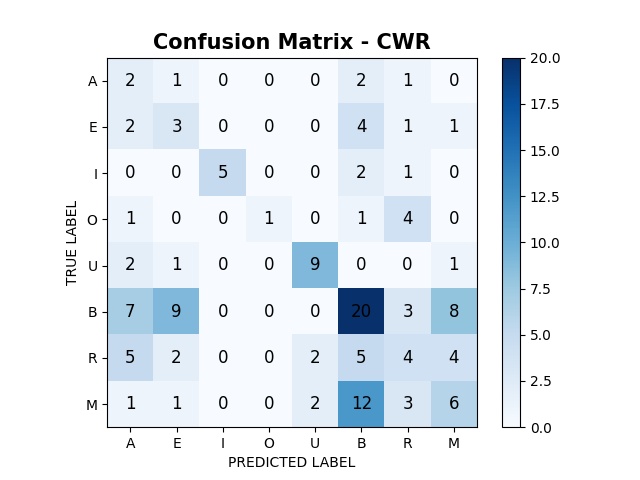 Confusion Matrix - CWR
A 2 1 0 0 0 2 1 0
E 2 3 0 0 0 4 1 1
I 0 0 5 0 0 2 1 0
O 1 0 0 1 0 1 4 0
U 2 1 0 0 9 0 0 1
B 7 9 0 0 0 20 3 8
R 5 2 0 0 2 5 4 4
M 1 1 0 0 2 12 3 6
A E I O U B R M
TRUE LABEL
PREDICTED LABEL
20.0
17.5
15.0
12.5
10.0
7.5
5.0
2.5
0.0